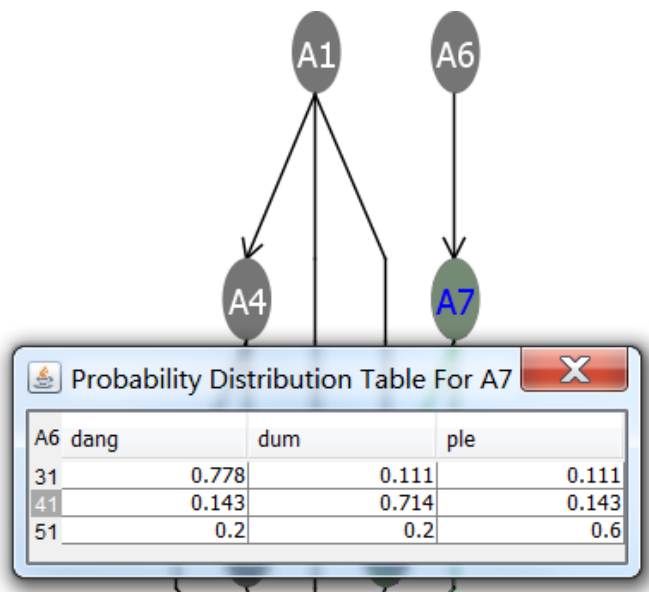 A1 A6
A4 A7
Probability Distribution Table For A7
A6 dang dum ple
31 0.778 0.111 0.111
41 0.143 0.714 0.143
51 0.2 0.2 0.6